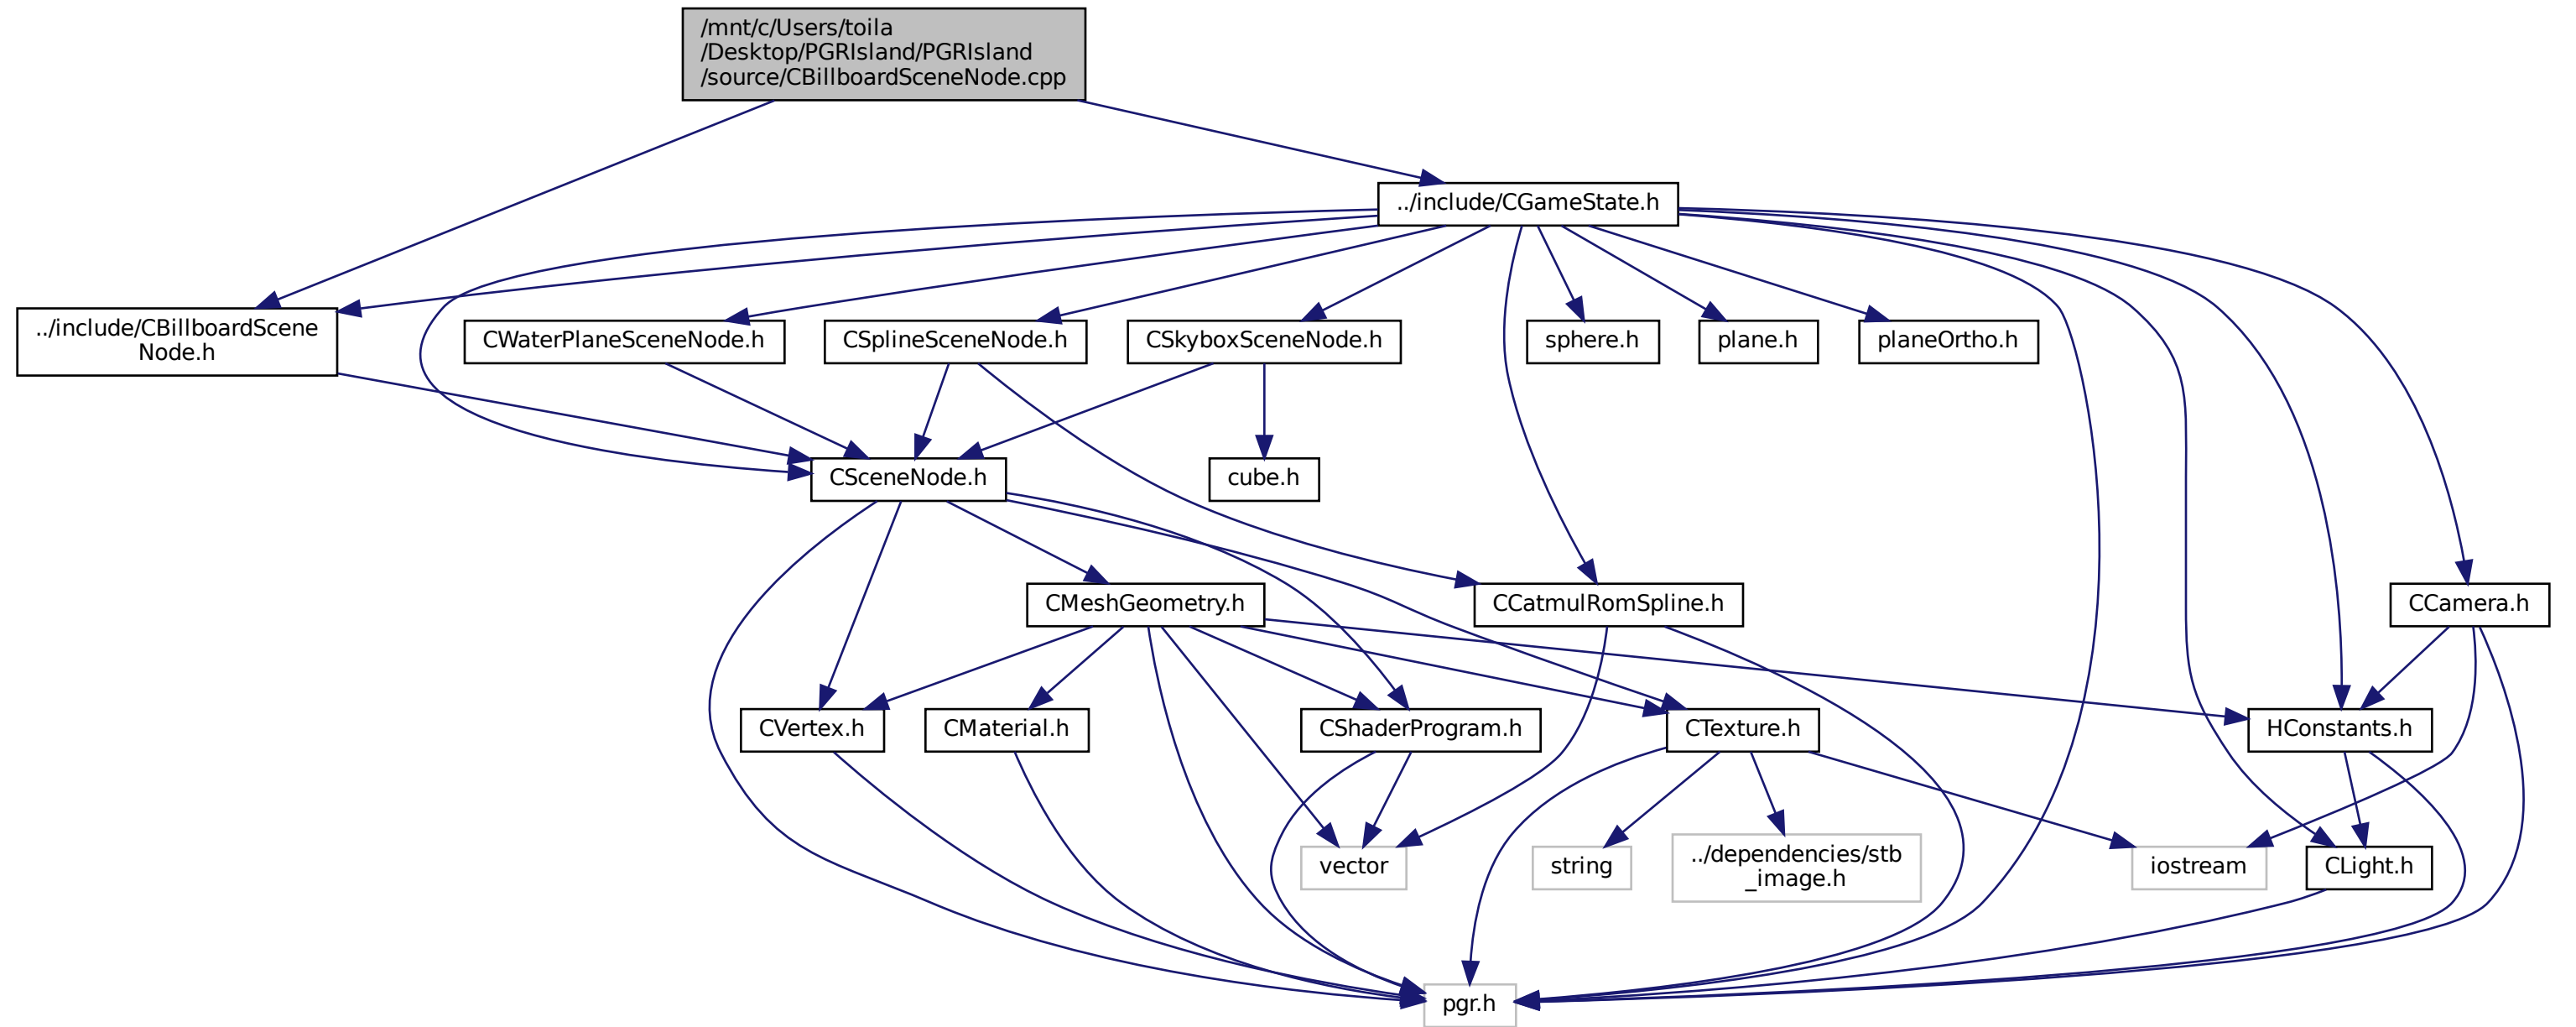 /mnt/c/Users/toila
/Desktop/PGRIsland/PGRIsland
/source/CBillboardSceneNode.cpp
../include/CGameState.h
../include/CBillboardScene
Node.h
CWaterPlaneSceneNode.h
CSplineSceneNode.h
CSkyboxSceneNode.h
sphere.h
plane.h
planeOrtho.h
CSceneNode.h
cube.h
CMeshGeometry.h
CCatmulRomSpline.h
CCamera.h
CVertex.h
CMaterial.h
CShaderProgram.h
CTexture.h
HConstants.h
vector
string
../dependencies/stb
_image.h
iostream
CLight.h
pgr.h